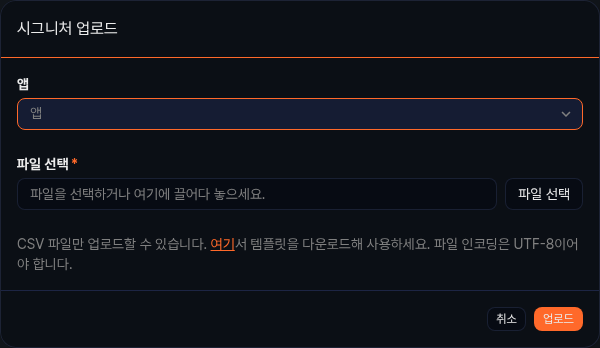 시그니처 업로드
앱
앱
파일 선택 *
파일을 선택하거나 여기에 끌어다 놓으세요.
파일 선택
CSV 파일만 업로드할 수 있습니다. 여기서 템플릿을 다운로드해 사용하세요. 파일 인코딩은 UTF-8이어
야 합니다.
취소
업로드